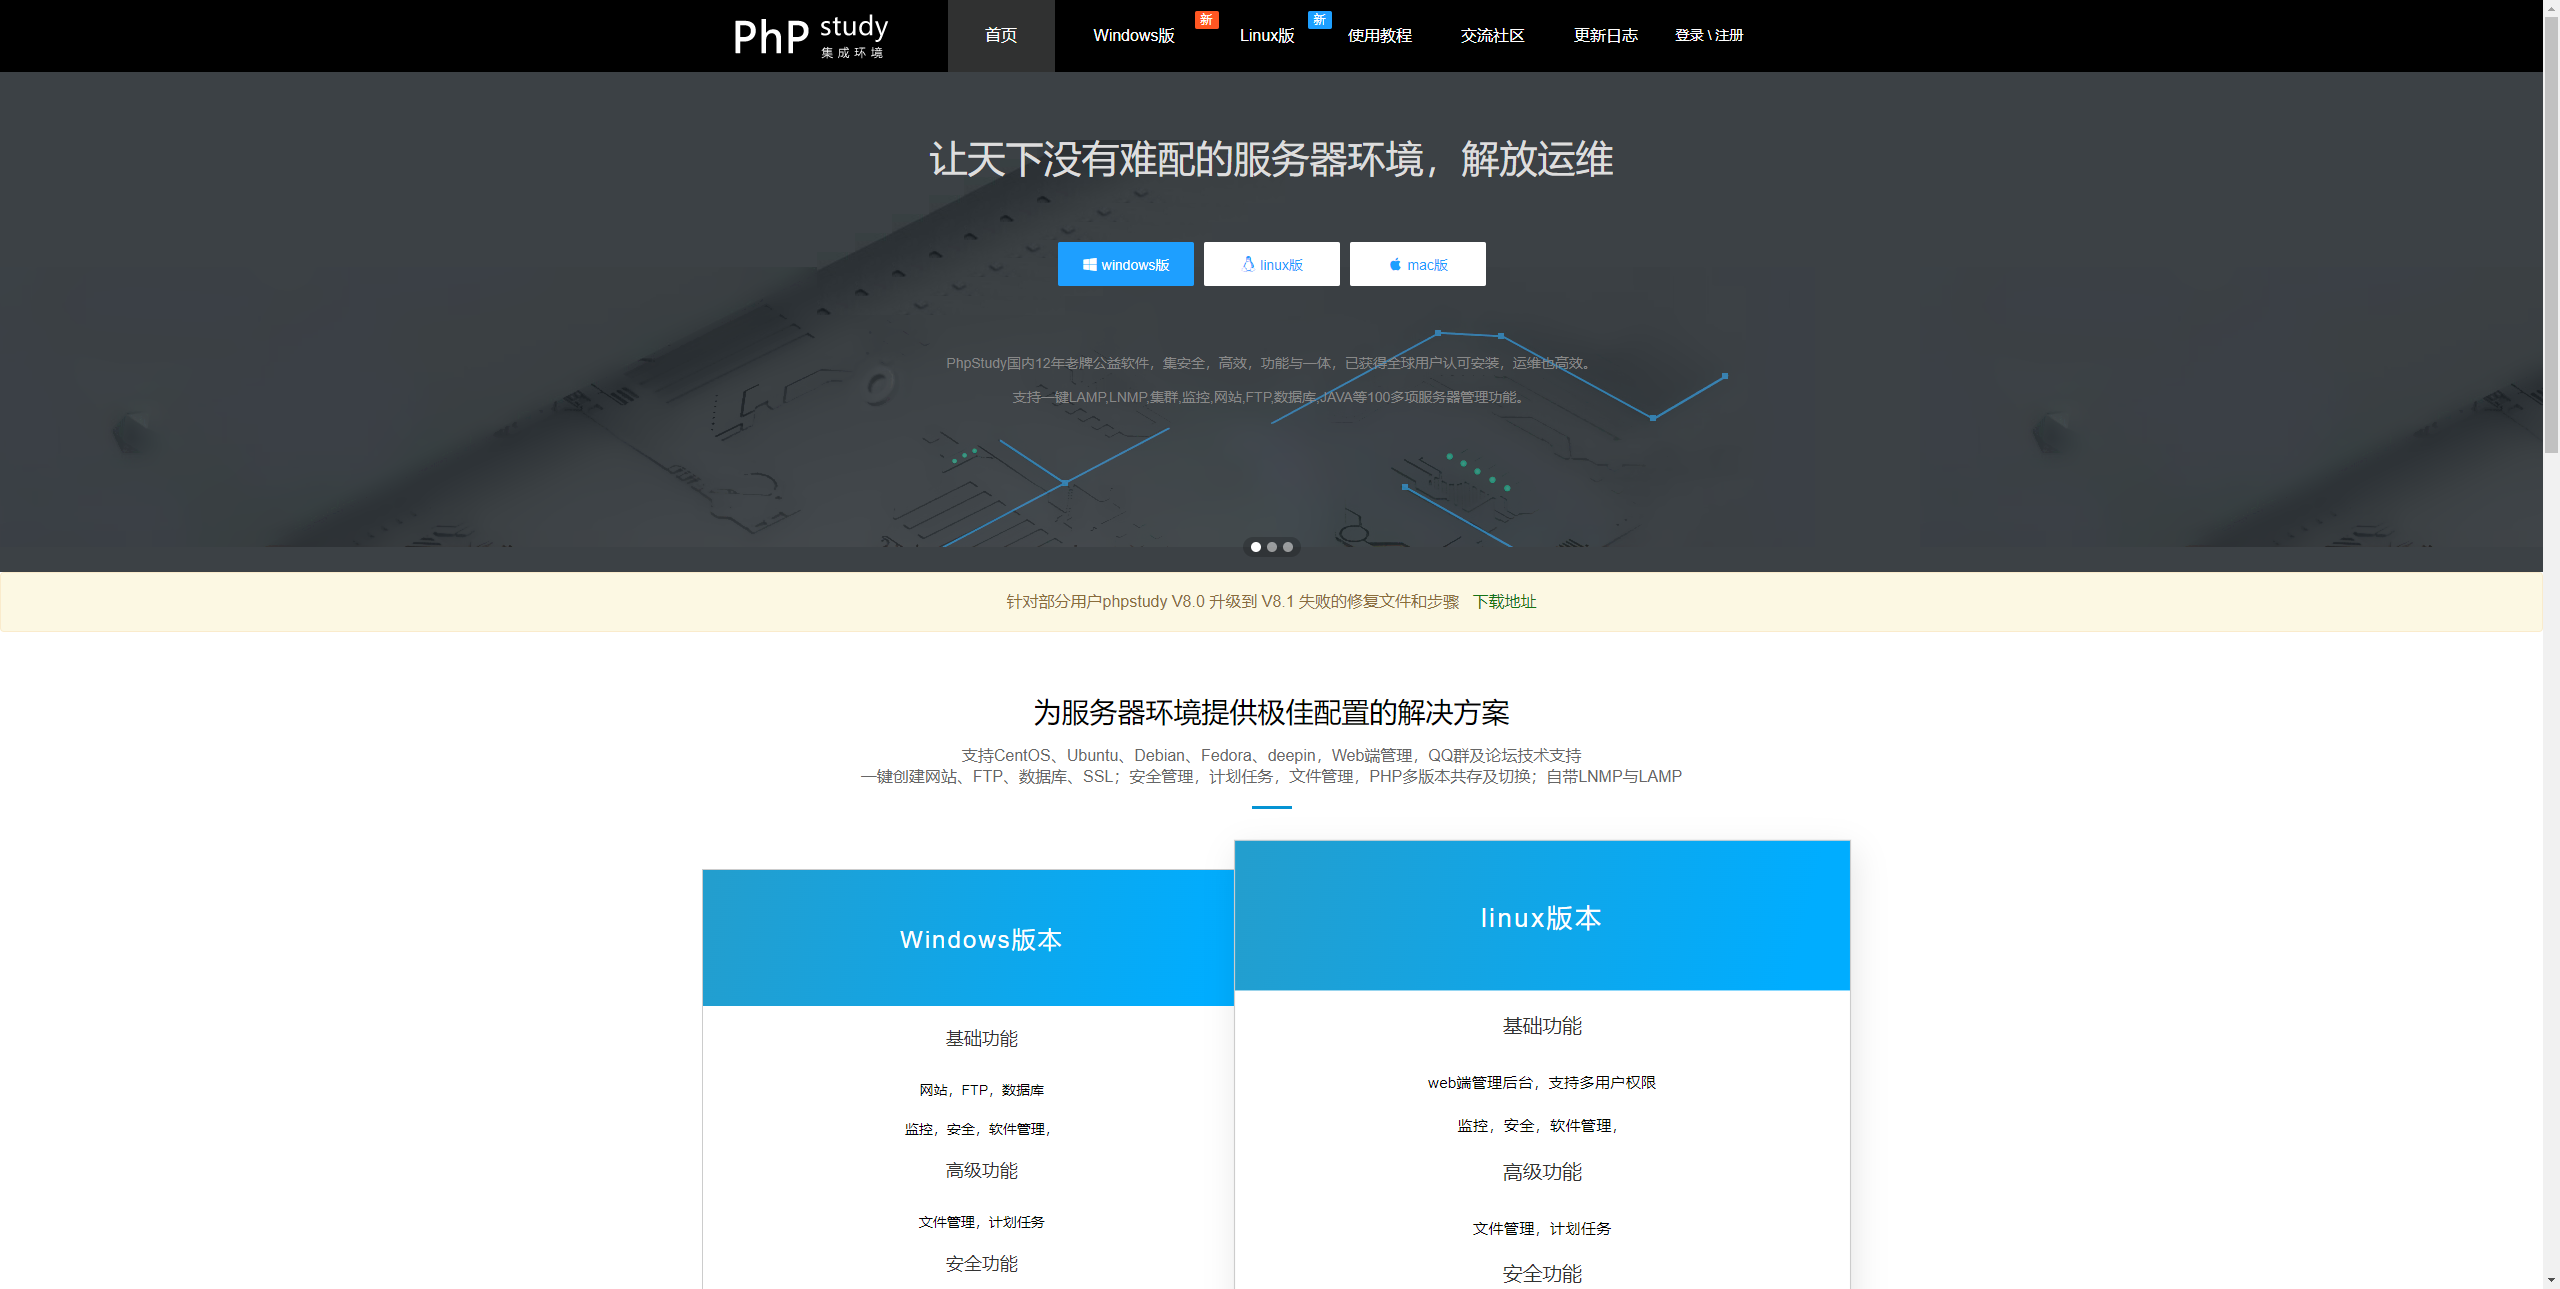 PhP study
集成环境
首页
Windows版
新
Linux版
新
使用教程
交流社区
更新日志
登录 \ 注册
让天下没有难配的服务器环境，解放运维
windows版
linux版
mac版
PhpStudy国内12年老牌公益软件，集安全，高效，功能与一体，已获得全球用户认可安装，运维也高效。
支持一键LAMP,LNMP,集群,监控,网站,FTP,数据库,JAVA等100多项服务器管理功能。
针对部分用户phpstudy V8.0 升级到 V8.1 失败的修复文件和步骤 下载地址
为服务器环境提供极佳配置的解决方案
支持CentOS、Ubuntu、Debian、Fedora、deepin，Web端管理，QQ群及论坛技术支持
一键创建网站、FTP、数据库、SSL；安全管理，计划任务，文件管理，PHP多版本共存及切换；自带LNMP与LAMP
Windows版本
基础功能
网站，FTP，数据库
监控，安全，软件管理，
高级功能
文件管理，计划任务
安全功能
linux版本
基础功能
web端管理后台，支持多用户权限
监控，安全，软件管理，
高级功能
文件管理，计划任务
安全功能